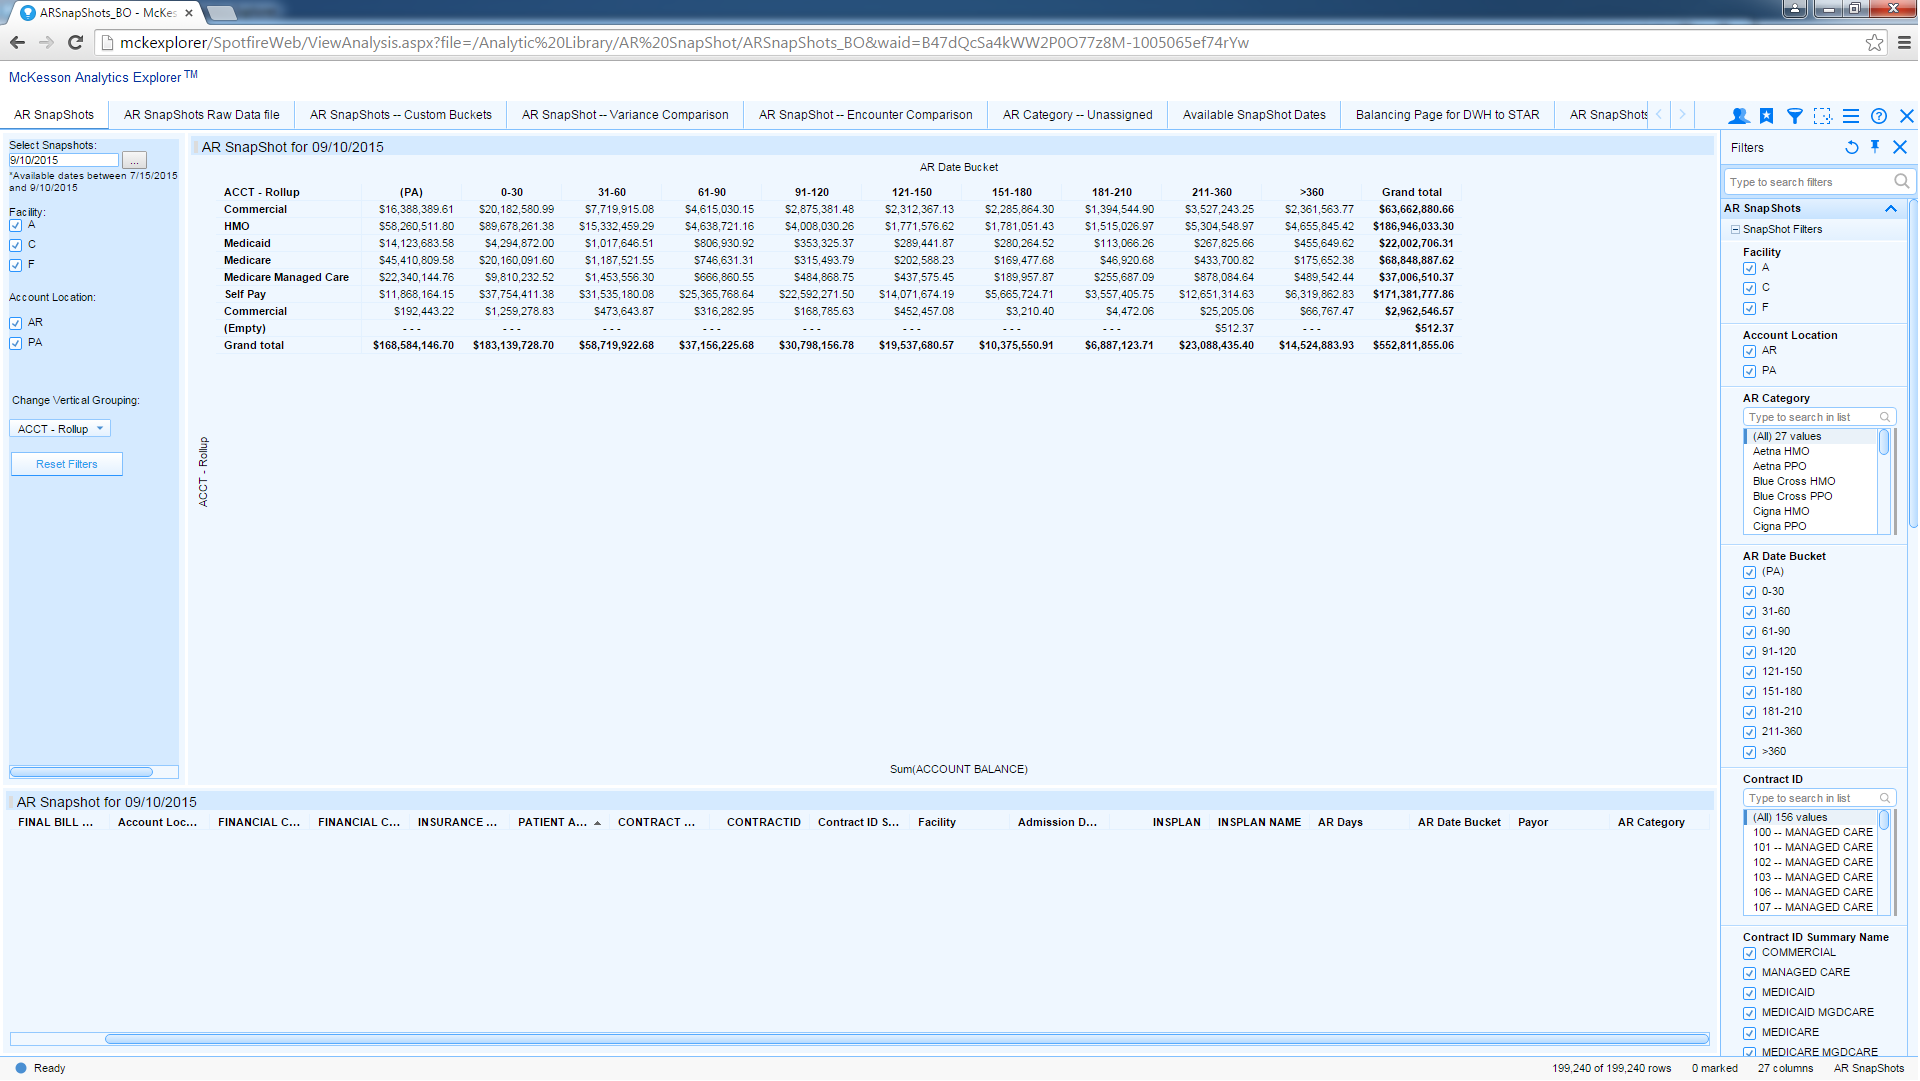 ARSnapShots_BO - McKes
mckexplorer/SpotfireWeb/ViewAnalysis.aspx?file=/Analytic%20Library/AR%20SnapShot/ARSnapShots_BO&waid=B47dQcSa4kWW2P0O77z8M-1005065ef74rYw
McKesson Analytics Explorer TM
AR SnapShots AR SnapShots Raw Data file AR SnapShots -- Custom Buckets AR SnapShot -- Variance Comparison AR SnapShot -- Encounter Comparison AR Category -- Unassigned Available SnapShot Dates Balancing Page for DWH to STAR AR SnapShots
Select Snapshots:
9/10/2015 ...
*Available dates between 7/15/2015
and 9/10/2015
Facility:
A
C
F
Account Location:
AR
PA
Change Vertical Grouping:
ACCT - Rollup
Reset Filters
AR SnapShot for 09/10/2015
AR Date Bucket
ACCT - Rollup (PA) 0-30 31-60 61-90 91-120 121-150 151-180 181-210 211-360 >360 Grand total
Commercial $16,388,389.61 $20,182,580.99 $7,719,915.08 $4,615,030.15 $2,875,381.48 $2,312,367.13 $2,285,864.30 $1,394,544.90 $3,527,243.25 $2,361,563.77 $63,662,880.66
HMO $58,260,511.80 $89,678,261.38 $15,332,459.29 $4,638,721.16 $4,008,030.26 $1,771,576.62 $1,781,051.43 $1,515,026.97 $5,304,548.97 $4,655,845.42 $186,946,033.30
Medicaid $14,123,683.58 $4,294,872.00 $1,017,646.51 $806,930.92 $353,325.37 $289,441.87 $280,264.52 $113,066.26 $267,825.66 $455,649.62 $22,002,706.31
Medicare $45,410,809.58 $20,160,091.60 $1,187,521.55 $746,631.31 $315,493.79 $202,588.23 $169,477.68 $46,920.68 $433,700.82 $175,652.38 $68,848,887.62
Medicare Managed Care $22,340,144.76 $9,810,232.52 $1,453,556.30 $666,860.55 $484,868.75 $437,575.45 $189,957.87 $255,687.09 $878,084.64 $489,542.44 $37,006,510.37
Self Pay $11,868,164.15 $37,754,411.38 $31,535,180.08 $25,365,768.64 $22,592,271.50 $14,071,674.19 $5,665,724.71 $3,557,405.75 $12,651,314.63 $6,319,862.83 $171,381,777.86
Commercial $192,443.22 $1,259,278.83 $473,643.87 $316,282.95 $168,785.63 $452,457.08 $3,210.40 $4,472.06 $25,205.06 $66,767.47 $2,962,546.57
(Empty) - - - - - - - - - - - - - - - - - - - - - - - - $512.37 - - - $512.37
Grand total $168,584,146.70 $183,139,728.70 $58,719,922.68 $37,156,225.68 $30,798,156.78 $19,537,680.57 $10,375,550.91 $6,887,123.71 $23,088,435.40 $14,524,883.93 $552,811,855.06
ACCT - Rollup
Sum(ACCOUNT BALANCE)
AR Snapshot for 09/10/2015
FINAL BILL ... Account Loc... FINANCIAL C... FINANCIAL C... INSURANCE ... PATIENT A... CONTRACT ... CONTRACTID Contract ID S... Facility Admission D... INSPLAN INSPLAN NAME AR Days AR Date Bucket Payor AR Category
Filters
Type to search filters
AR SnapShots
SnapShot Filters
Facility
A
C
F
Account Location
AR
PA
AR Category
Type to search in list
(All) 27 values
Aetna HMO
Aetna PPO
Blue Cross HMO
Blue Cross PPO
Cigna HMO
Cigna PPO
AR Date Bucket
(PA)
0-30
31-60
61-90
91-120
121-150
151-180
181-210
211-360
>360
Contract ID
Type to search in list
(All) 156 values
100 -- MANAGED CARE
101 -- MANAGED CARE
102 -- MANAGED CARE
103 -- MANAGED CARE
106 -- MANAGED CARE
107 -- MANAGED CARE
Contract ID Summary Name
COMMERCIAL
MANAGED CARE
MEDICAID
MEDICAID MGDCARE
MEDICARE
MEDICARE MGDCARE
Ready 199,240 of 199,240 rows 0 marked 27 columns AR SnapShots